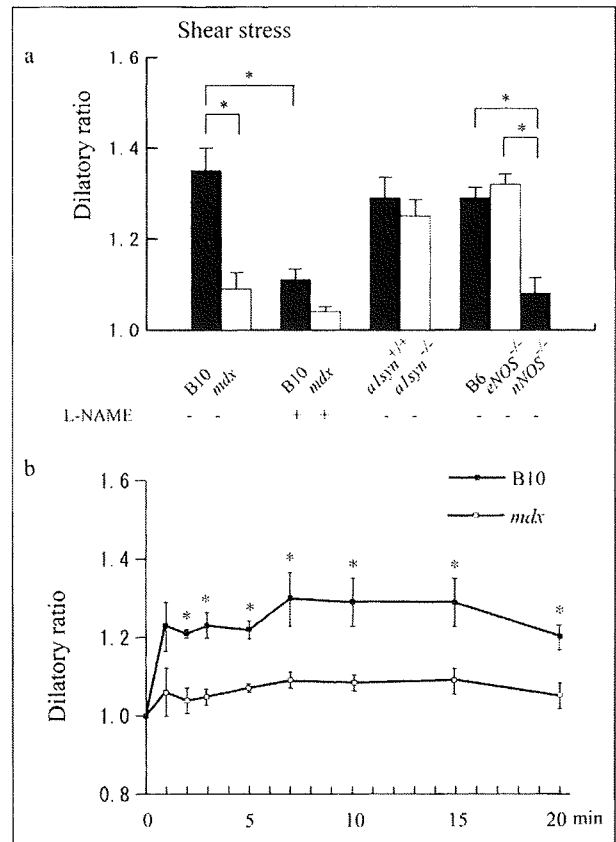 Shear stress
a
Dilatory ratio
1.6
1.4
1.2
1.0
*
*
*
*
B10 mdx B10 mdx a1syn+/+ a1syn-/- B6 eNOS-/- nNOS-/-
L-NAME - - + + - - - - -
b
B10
mdx
Dilatory ratio
1.6
1.4
1.2
1.0
0.8
* * * * * * *
0 5 10 15 20 min